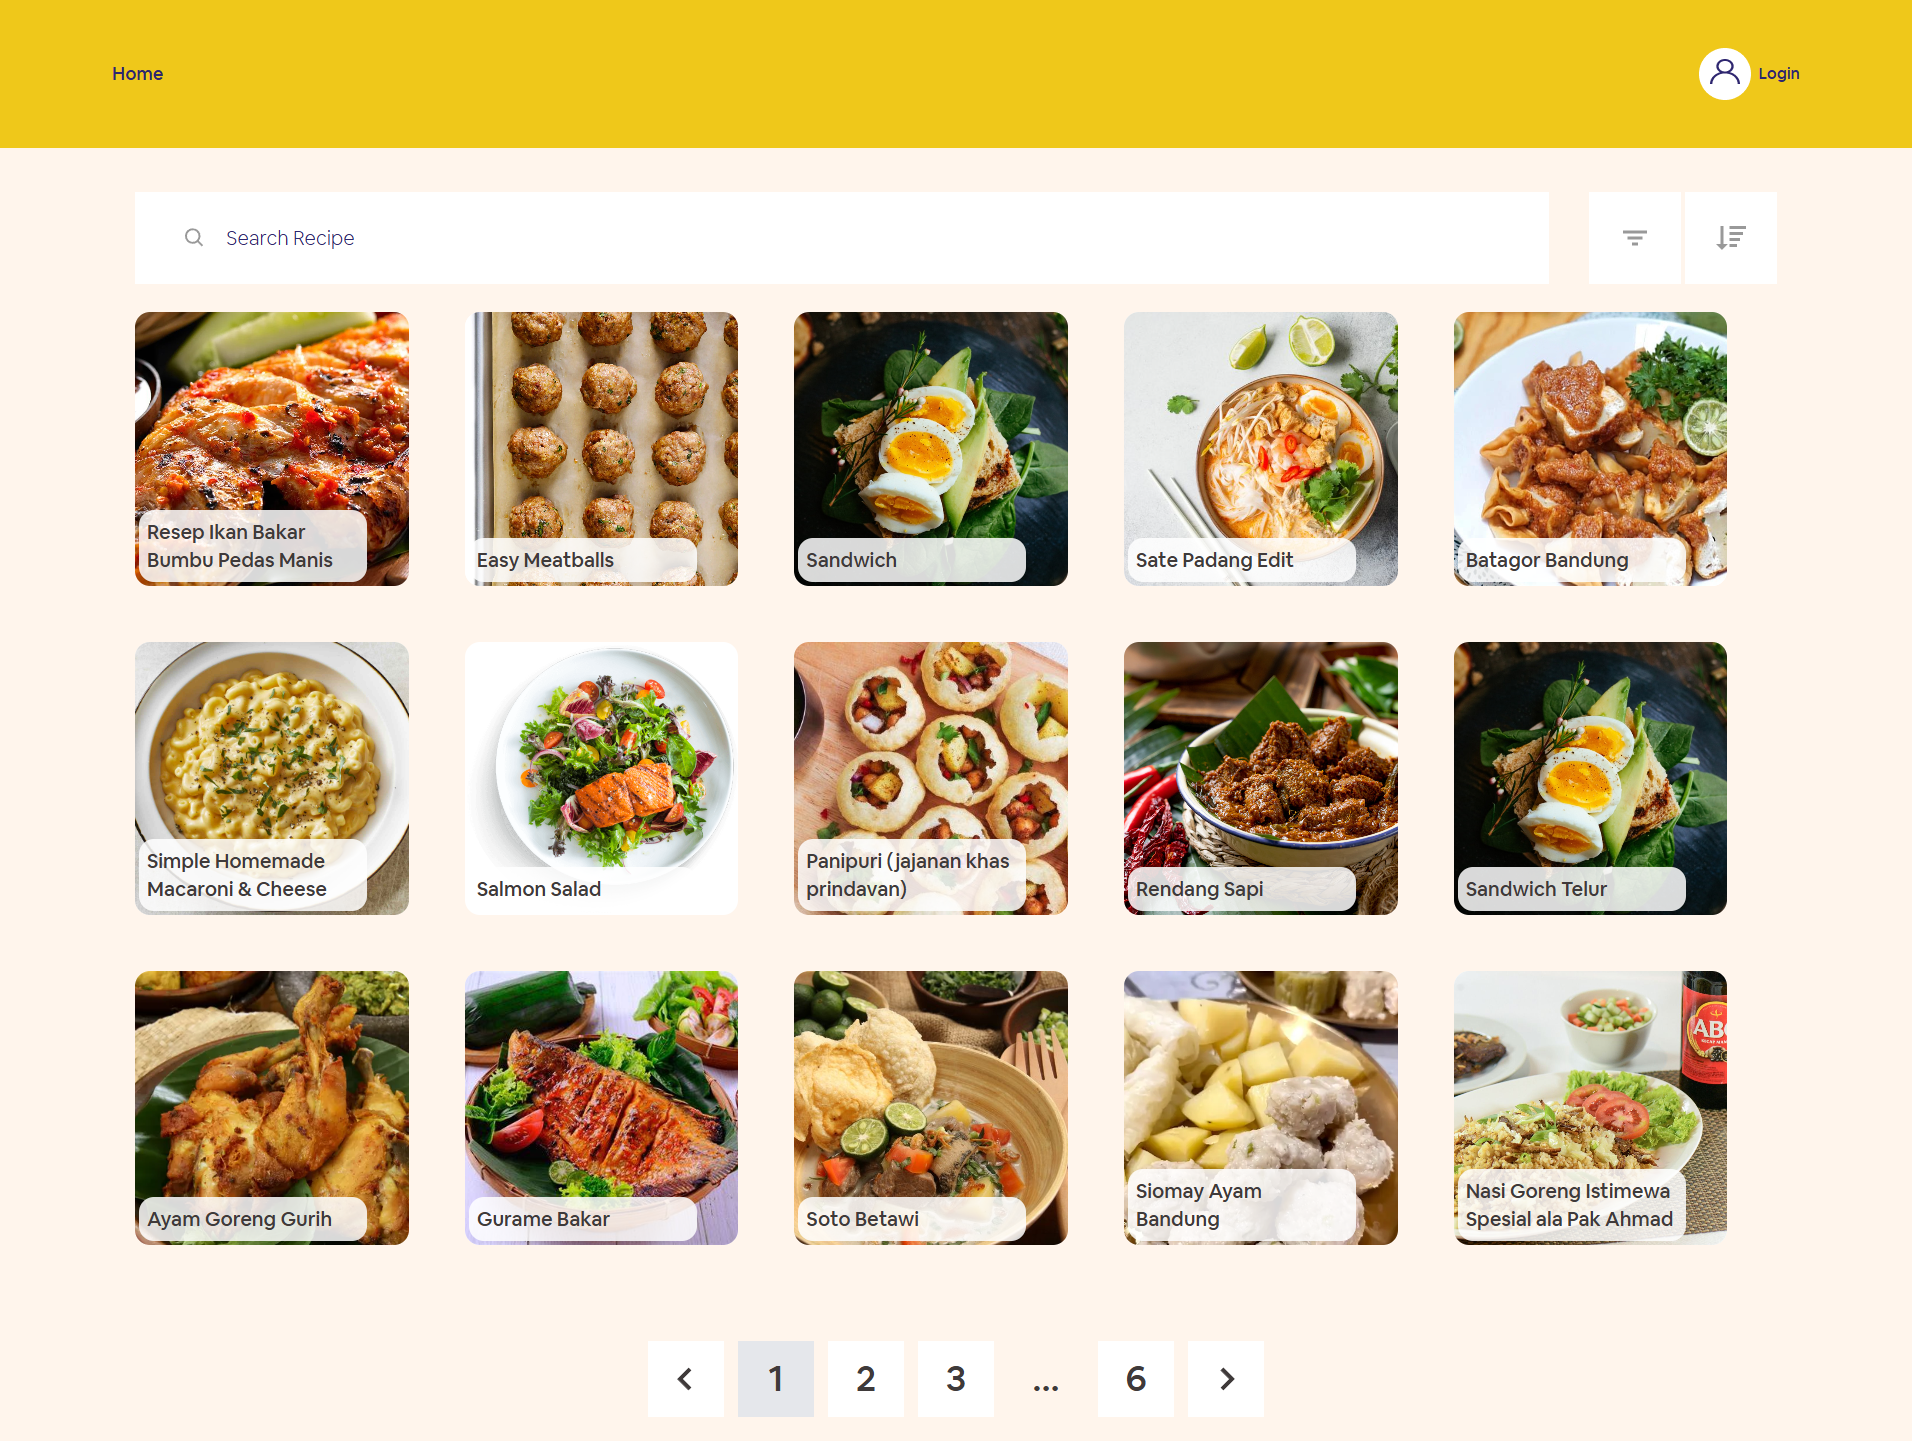 Home
Login
Search Recipe
Resep Ikan Bakar
Bumbu Pedas Manis
Easy Meatballs
Sandwich
Sate Padang Edit
Batagor Bandung
Simple Homemade
Macaroni & Cheese
Salmon Salad
Panipuri (jajanan khas
prindavan)
Rendang Sapi
Sandwich Telur
Ayam Goreng Gurih
Gurame Bakar
Soto Betawi
Siomay Ayam
Bandung
ABC
Nasi Goreng Istimewa
Spesial ala Pak Ahmad
1
2
3
...
6